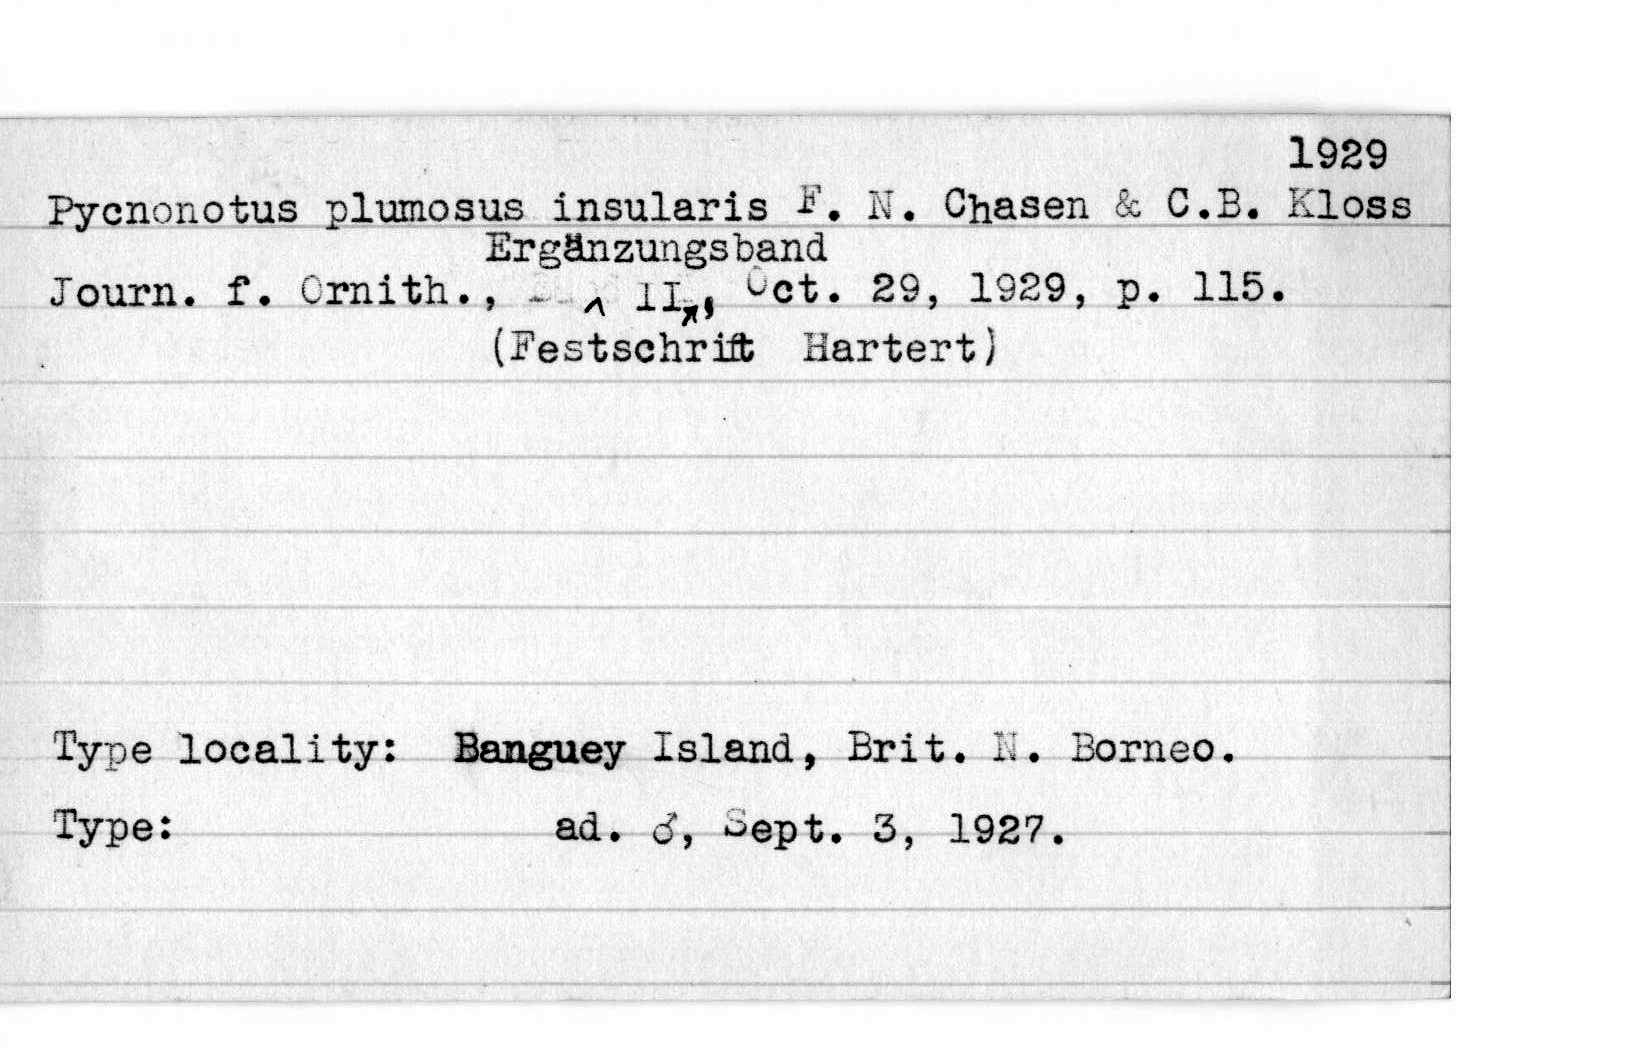 1929
Pycnonotus plumosus insularis F. N. Chasen & C.B. Kloss
Ergänzungsband
Journ. f. Ornith., ^ II, Oct. 29, 1929, p. 115.
(Festschrift Hartert)
Type locality: Banguey Island, Brit. N. Borneo.
Type: ad. ♂, Sept. 3, 1927.